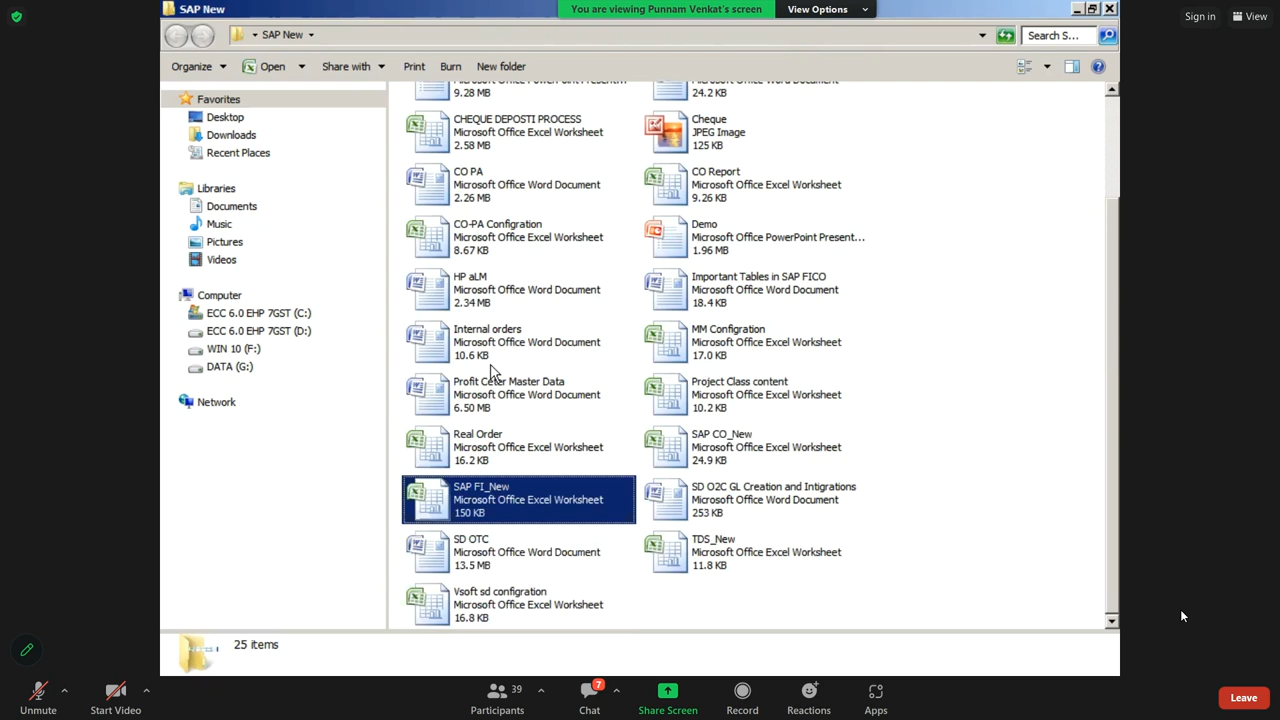 SAP New
You are viewing Punnam Venkat's screen
View Options
Sign in
View
SAP New
Search S...
Organize
Open
Share with
Print
Burn
New folder
Favorites
Desktop
Downloads
Recent Places
Libraries
Documents
Music
Pictures
Videos
Computer
ECC 6.0 EHP 7GST (C:)
ECC 6.0 EHP 7GST (D:)
WIN 10 (F:)
DATA (G:)
Network
Microsoft Office PowerPoint Present...
9.28 MB
Microsoft Office Word Document
24.2 KB
CHEQUE DEPOSTI PROCESS
Microsoft Office Excel Worksheet
2.58 MB
Cheque
JPEG Image
125 KB
CO PA
Microsoft Office Word Document
2.26 MB
CO Report
Microsoft Office Excel Worksheet
9.26 KB
CO-PA Confgration
Microsoft Office Excel Worksheet
8.67 KB
Demo
Microsoft Office PowerPoint Present...
1.96 MB
HP aLM
Microsoft Office Word Document
2.34 MB
Important Tables in SAP FICO
Microsoft Office Word Document
18.4 KB
Internal orders
Microsoft Office Word Document
10.6 KB
MM Confgration
Microsoft Office Excel Worksheet
17.0 KB
Profit Ceter Master Data
Microsoft Office Word Document
6.50 MB
Project Class content
Microsoft Office Excel Worksheet
10.2 KB
Real Order
Microsoft Office Excel Worksheet
16.2 KB
SAP CO_New
Microsoft Office Excel Worksheet
24.9 KB
SAP FI_New
Microsoft Office Excel Worksheet
150 KB
SD O2C GL Creation and Intigrations
Microsoft Office Word Document
253 KB
SD OTC
Microsoft Office Word Document
13.5 MB
TDS_New
Microsoft Office Excel Worksheet
11.8 KB
Vsoft sd configration
Microsoft Office Excel Worksheet
16.8 KB
25 items
Unmute
Start Video
39
Participants
7
Chat
Share Screen
Record
Reactions
Apps
Leave